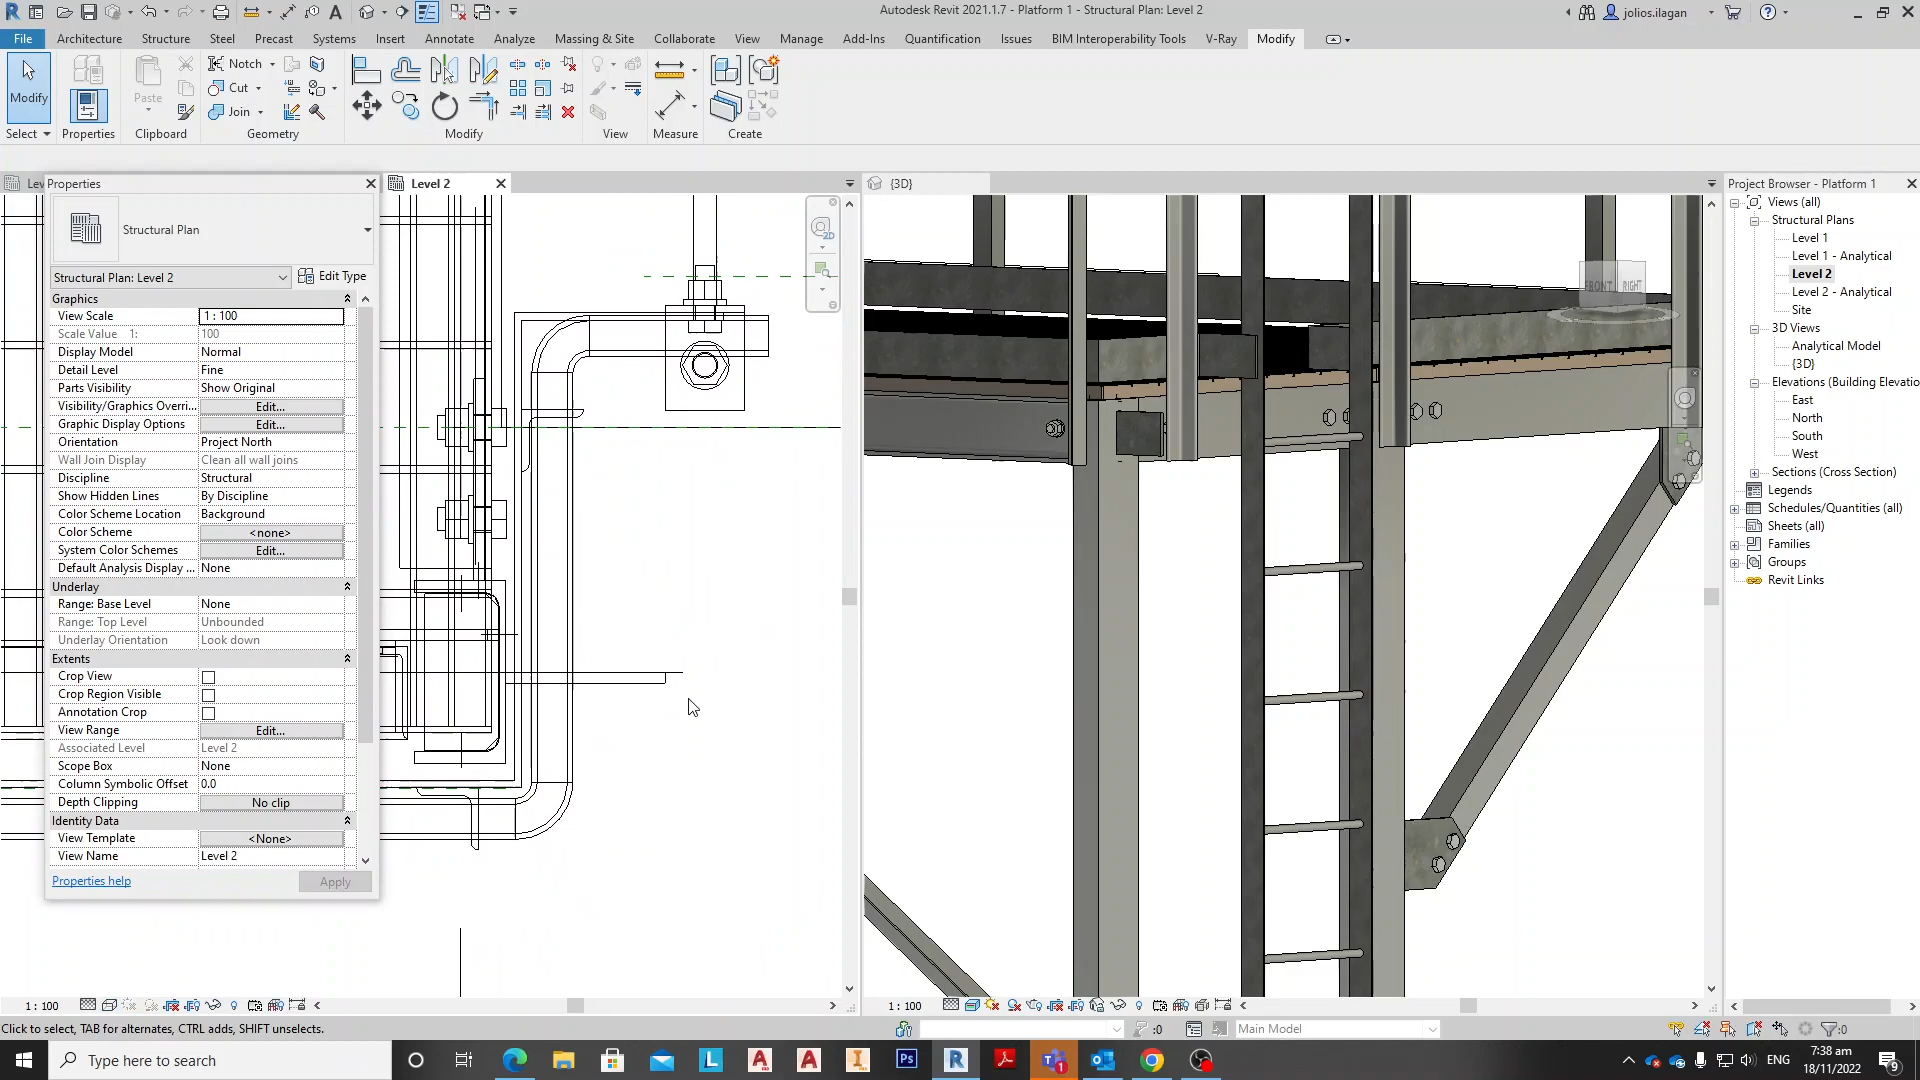 Autodesk Revit 2021.1.7 - Platform 1 - Structural Plan: Level 2
jolios.ilagan
File Architecture Structure Steel Precast Systems Insert Annotate Analyze Massing & Site Collaborate View Manage Add-Ins Quantification Issues BIM Interoperability Tools V-Ray Modify
Modify Paste Notch
Cut
Join
Select Properties Clipboard Geometry Modify View Measure Create
Properties
Level 2
{3D}
Project Browser - Platform 1
Structural Plan
Structural Plan: Level 2 Edit Type
Graphics
View Scale 1 : 100
Scale Value 1: 100
Display Model Normal
Detail Level Fine
Parts Visibility Show Original
Visibility/Graphics Overri... Edit...
Graphic Display Options Edit...
Orientation Project North
Wall Join Display Clean all wall joins
Discipline Structural
Show Hidden Lines By Discipline
Color Scheme Location Background
Color Scheme <none>
System Color Schemes Edit...
Default Analysis Display ... None
Underlay
Range: Base Level None
Range: Top Level Unbounded
Underlay Orientation Look down
Extents
Crop View
Crop Region Visible
Annotation Crop
View Range Edit...
Associated Level Level 2
Scope Box None
Column Symbolic Offset 0.0
Depth Clipping No clip
Identity Data
View Template <None>
View Name Level 2
Properties help Apply
2D
FRONT RIGHT
Views (all)
Structural Plans
Level 1
Level 1 - Analytical
Level 2
Level 2 - Analytical
Site
3D Views
Analytical Model
{3D}
Elevations (Building Elevatio
East
North
South
West
Sections (Cross Section)
Legends
Schedules/Quantities (all)
Sheets (all)
Families
Groups
Revit Links
1 : 100
1 : 100
Click to select, TAB for alternates, CTRL adds, SHIFT unselects.
:0
Main Model
:0
Type here to search
ENG
7:38 am
18/11/2022
9